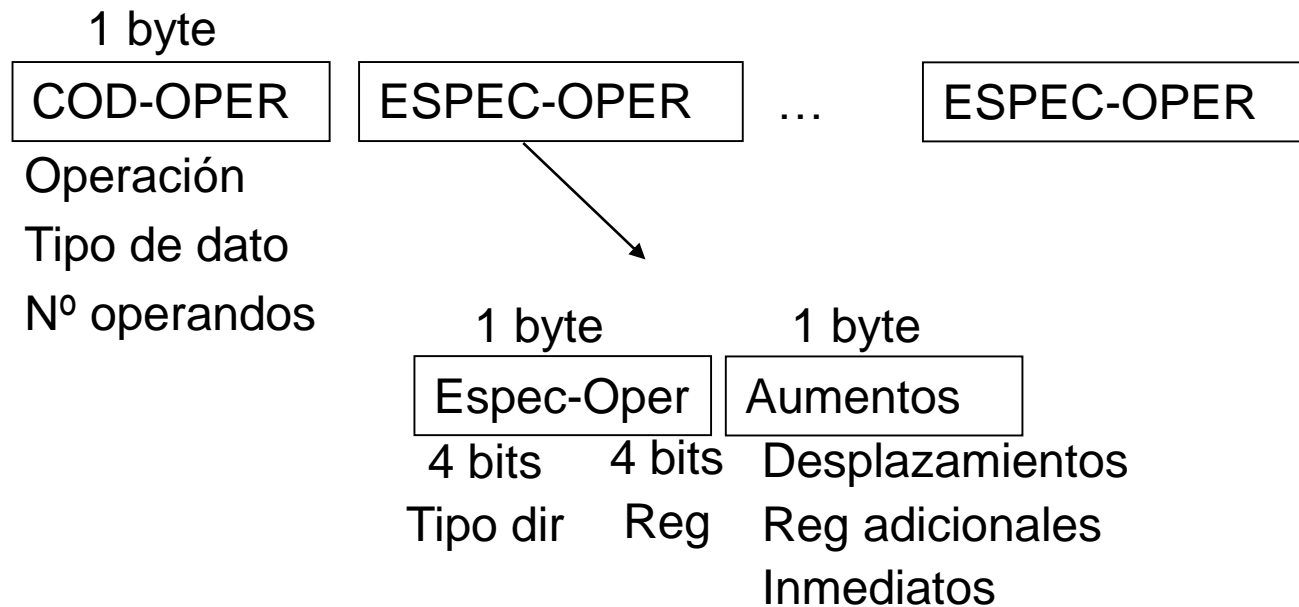 1 byte
COD-OPER ESPEC-OPER … ESPEC-OPER
Operación
Tipo de dato
Nº operandos
1 byte 1 byte
Espec-Oper Aumentos
4 bits 4 bits Desplazamientos
Tipo dir Reg Reg adicionales
Inmediatos